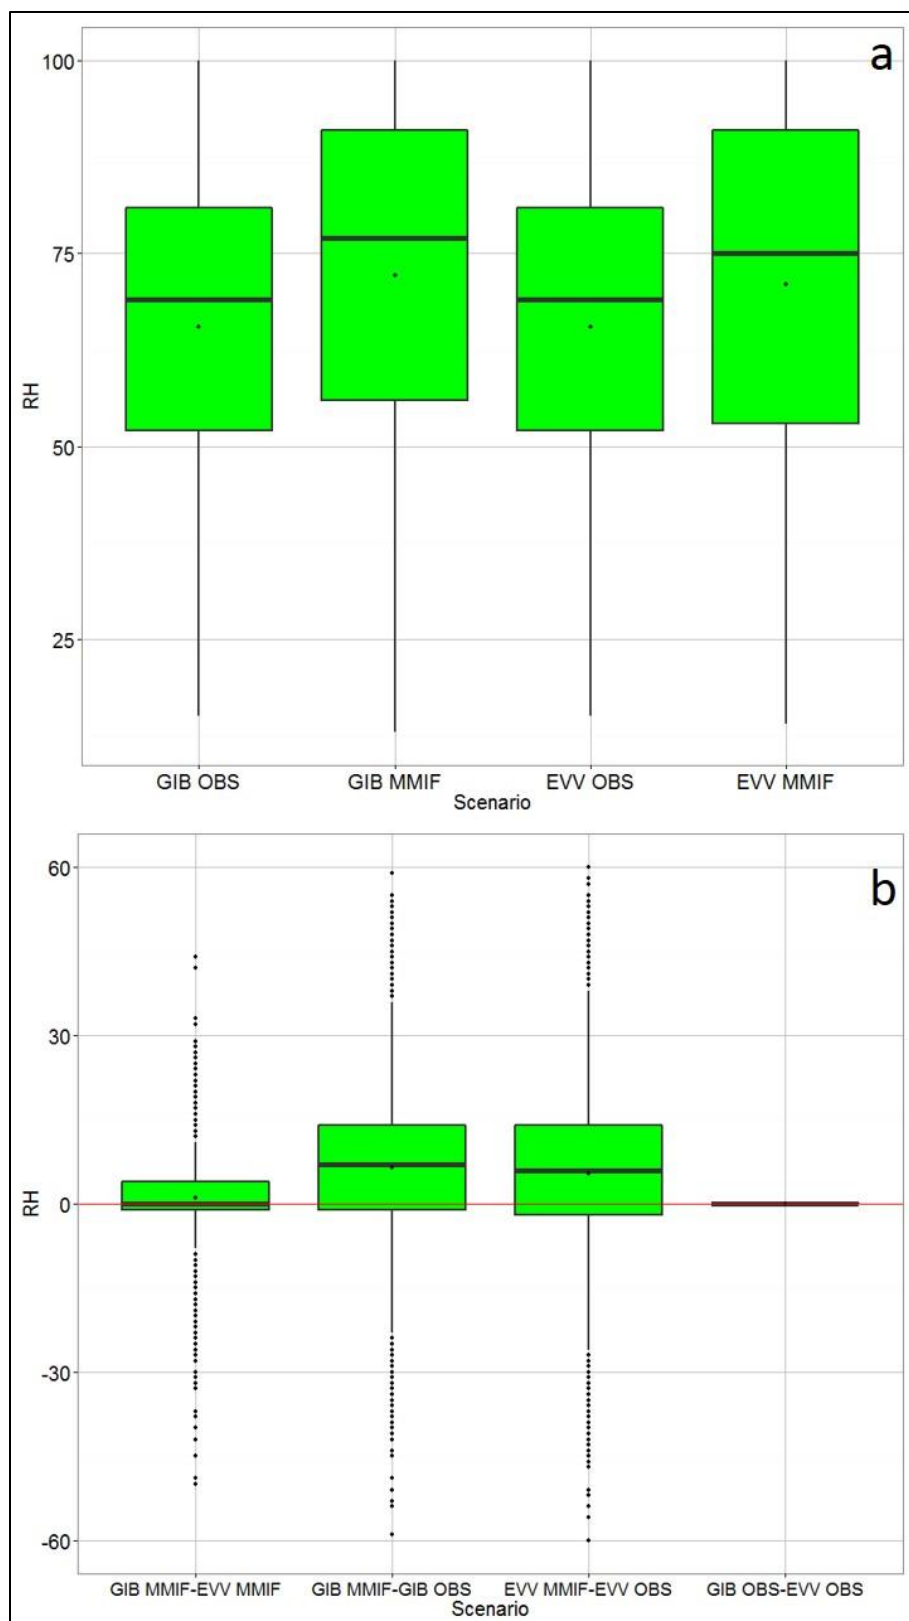 a
100
75
50
25
RH
GIB OBS GIB MMIF EVV OBS EVV MMIF
Scenario
b
60
30
0
-30
-60
RH
GIB MMIF-EVV MMIF GIB MMIF-GIB OBS EVV MMIF-EVV OBS GIB OBS-EVV OBS
Scenario